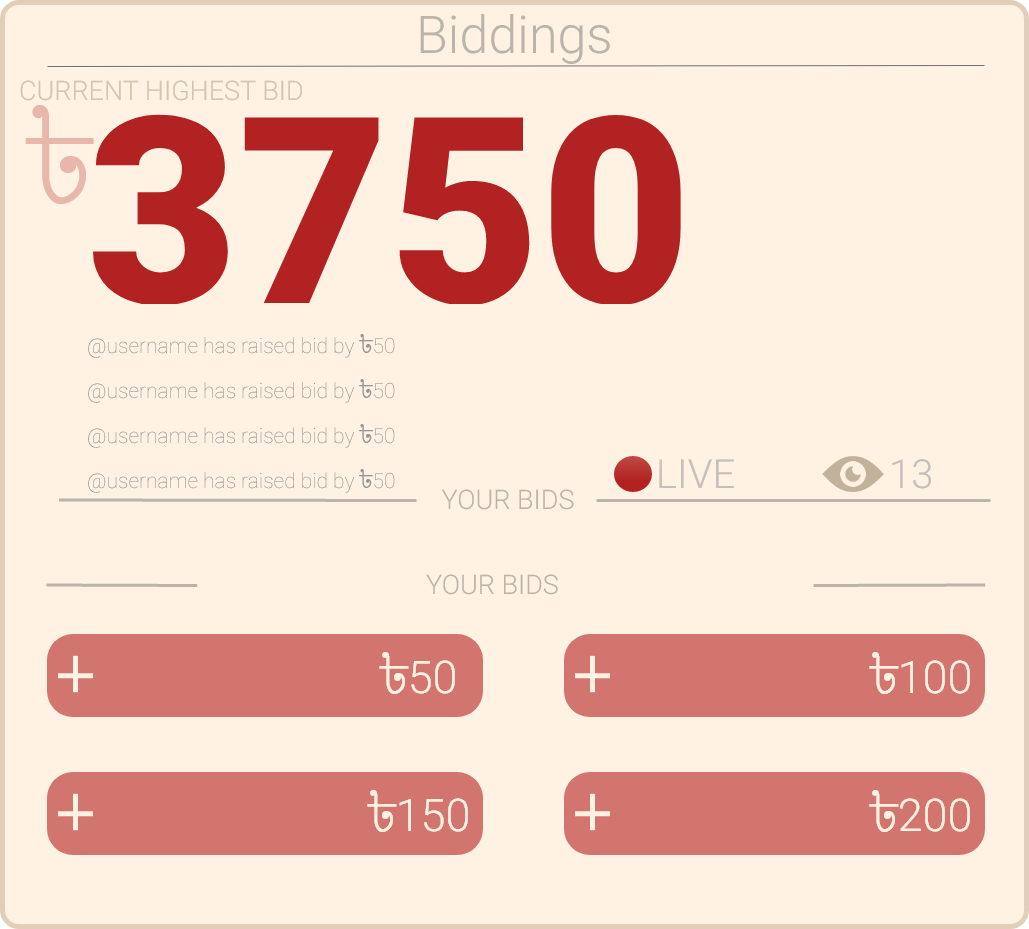 Biddings
CURRENT HIGHEST BID
৳3750
@username has raised bid by ৳50
@username has raised bid by ৳50
@username has raised bid by ৳50
@username has raised bid by ৳50
LIVE 13
YOUR BIDS
YOUR BIDS
+ ৳50 + ৳100
+ ৳150 + ৳200